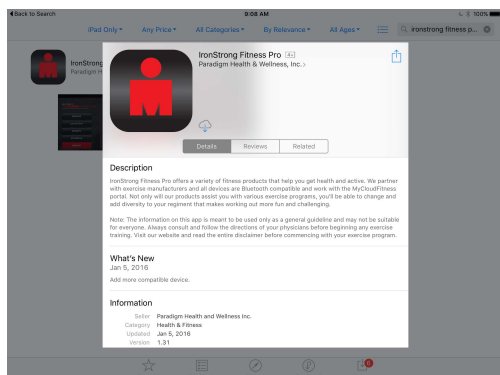 Back to Search
9:08 AM
100%
iPad Only
Any Price
All Categories
By Relevance
All Ages
ironstrong fitness p...
IronStrong
Paradigm H
IronStrong Fitness Pro 4+
Paradigm Health & Wellness, Inc.
Details
Reviews
Related
Description
IronStrong Fitness Pro offers a variety of fitness products that help you get health and active. We partner
with exercise manufacturers and all devices are Bluetooth compatible and work with the MyCloudFitness
portal. Not only will our products assist you with various exercise programs, you'll be able to change and
add diversity to your regiment that makes working out more fun and challenging.
Note: The information on this app is meant to be used only as a general guideline and may not be suitable
for everyone. Always consult and follow the directions of your physicians before beginning any exercise
training. Visit our website and read the entire disclaimer before commencing with your exercise program.
What's New
Jan 5, 2016
Add more compatible device.
Information
Seller Paradigm Health and Wellness Inc.
Category Health & Fitness
Updated Jan 5, 2016
Version 1.31
6